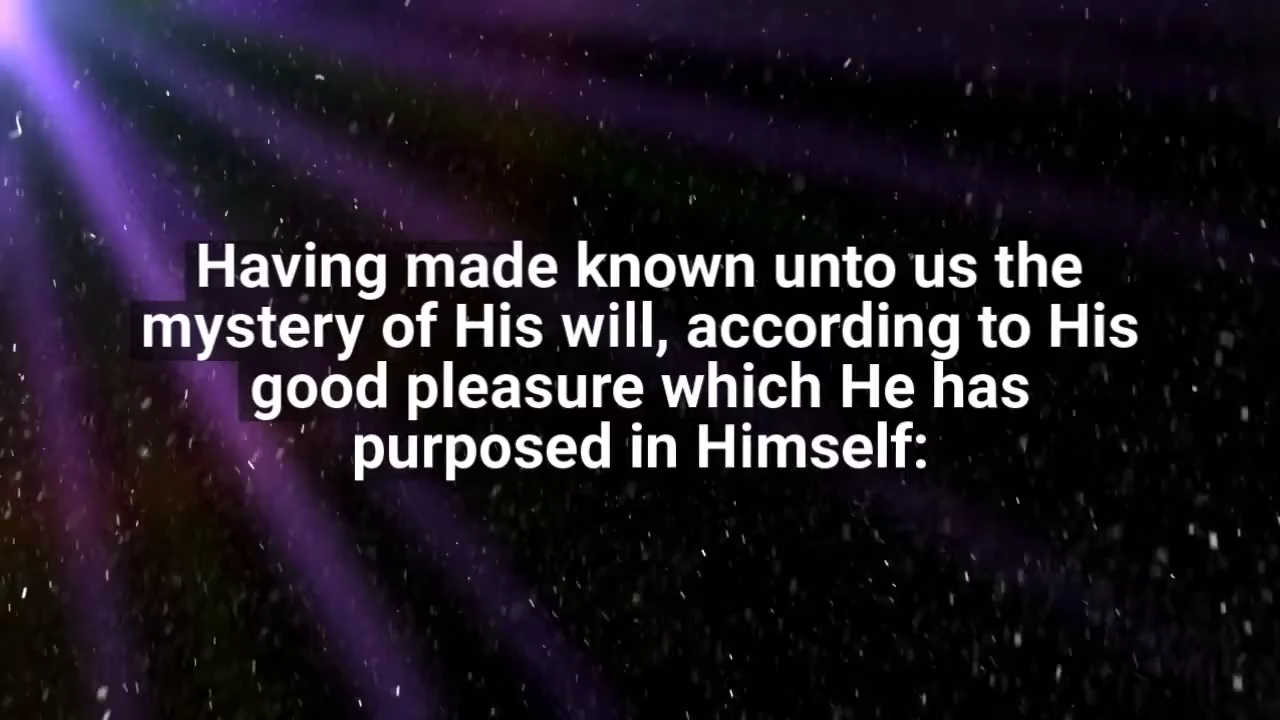 Having made known unto us the
mystery of His will, according to His
good pleasure which He has
purposed in Himself: